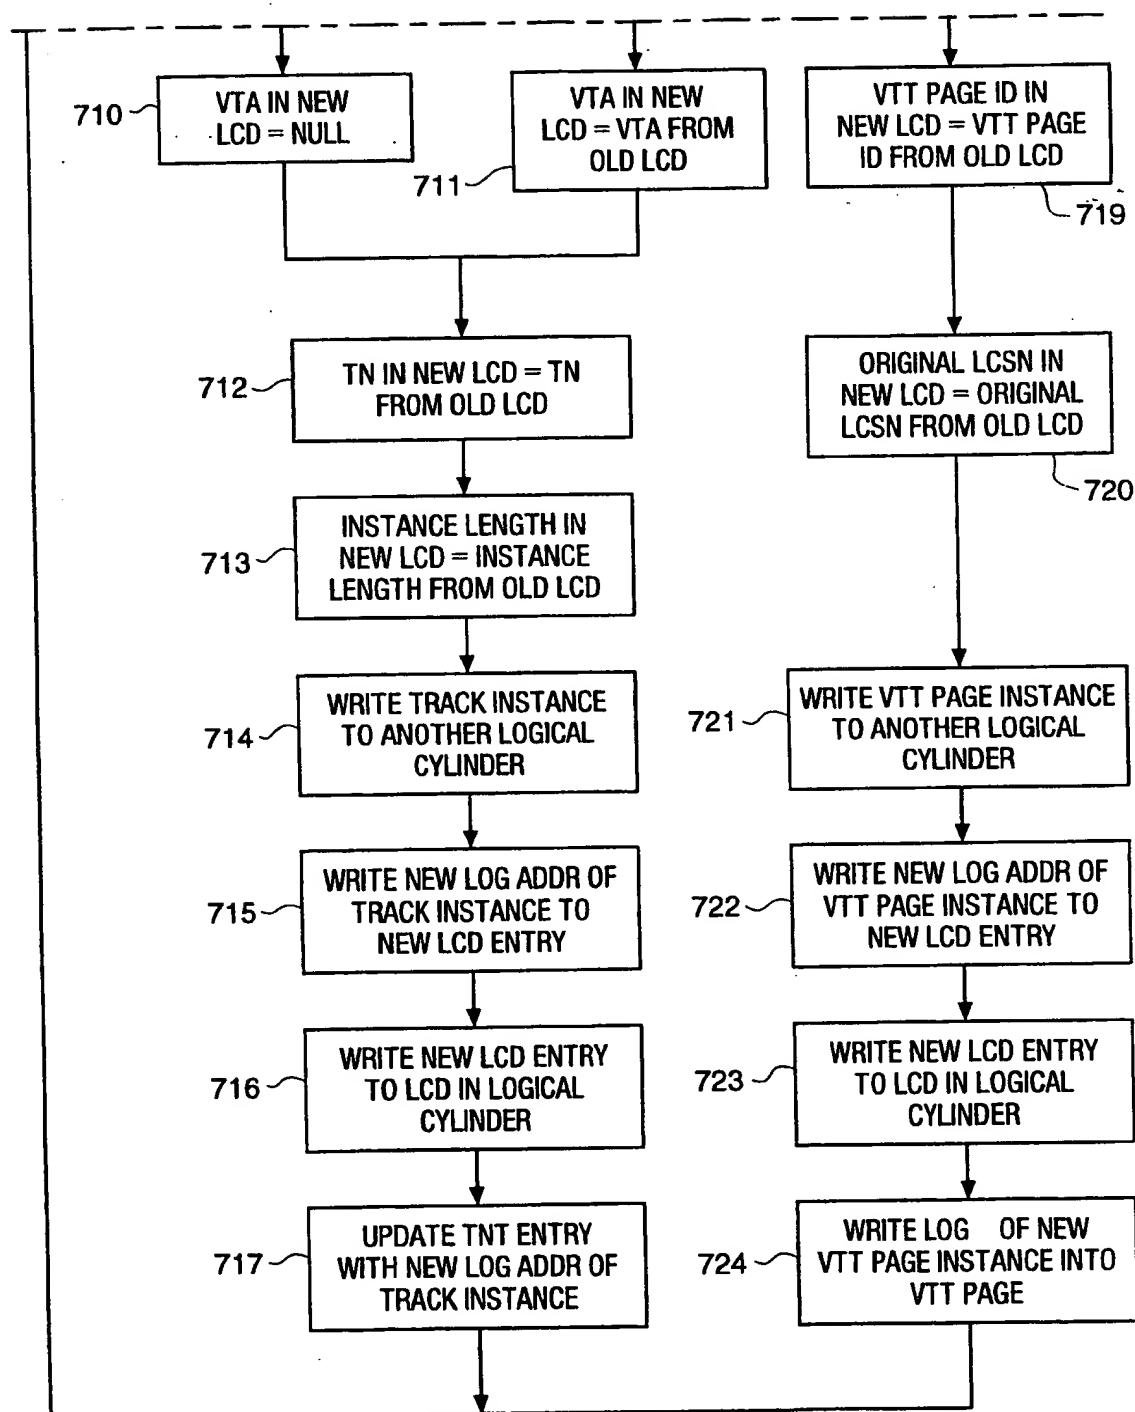 710
VTA IN NEW
LCD = NULL
711
VTA IN NEW
LCD = VTA FROM
OLD LCD
VTT PAGE ID IN
NEW LCD = VTT PAGE
ID FROM OLD LCD
719
712
TN IN NEW LCD = TN
FROM OLD LCD
ORIGINAL LCSN IN
NEW LCD = ORIGINAL
LCSN FROM OLD LCD
720
713
INSTANCE LENGTH IN
NEW LCD = INSTANCE
LENGTH FROM OLD LCD
714
WRITE TRACK INSTANCE
TO ANOTHER LOGICAL
CYLINDER
721
WRITE VTT PAGE INSTANCE
TO ANOTHER LOGICAL
CYLINDER
715
WRITE NEW LOG ADDR OF
TRACK INSTANCE TO
NEW LCD ENTRY
722
WRITE NEW LOG ADDR OF
VTT PAGE INSTANCE TO
NEW LCD ENTRY
716
WRITE NEW LCD ENTRY
TO LCD IN LOGICAL
CYLINDER
723
WRITE NEW LCD ENTRY
TO LCD IN LOGICAL
CYLINDER
717
UPDATE TNT ENTRY
WITH NEW LOG ADDR OF
TRACK INSTANCE
724
WRITE LOG OF NEW
VTT PAGE INSTANCE INTO
VTT PAGE